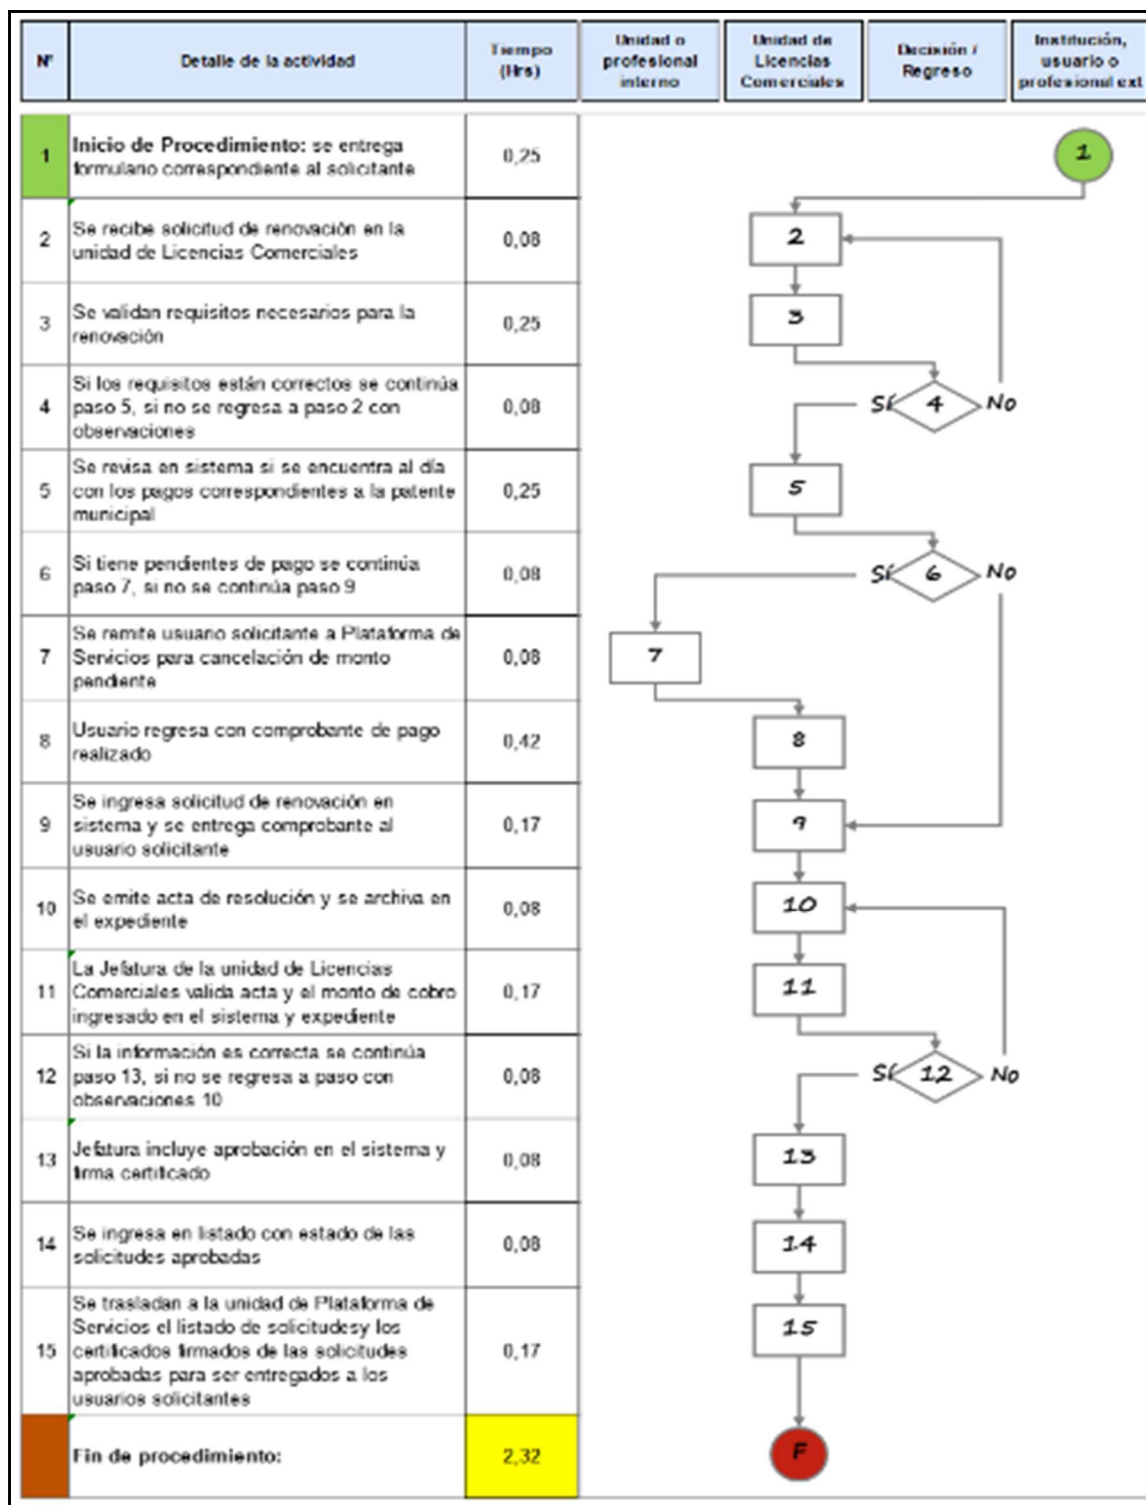 Nº
Detalle de la actividad
Tiempo
(Hrs)
Unidad o
profesional
interno
Unidad de
Licencias
Comerciales
Decisión /
Regreso
Institución,
usuario o
profesional ext
1
Inicio de Procedimiento: se entrega
formulario correspondiente al solicitante
0,25
1
2
Se recibe solicitud de renovación en la
unidad de Licencias Comerciales
0,08
2
3
Se validan requisitos necesarios para la
renovación
0,25
3
4
Si los requisitos están correctos se continúa
paso 5, si no se regresa a paso 2 con
observaciones
0,08
Sí
4
No
5
Se revisa en sistema si se encuentra al día
con los pagos correspondientes a la patente
municipal
0,25
5
6
Si tiene pendientes de pago se continúa
paso 7, si no se continúa paso 9
0,08
Sí
6
No
7
Se remite usuario solicitante a Plataforma de
Servicios para cancelación de monto
pendiente
0,08
7
8
Usuario regresa con comprobante de pago
realizado
0,42
8
9
Se ingresa solicitud de renovación en
sistema y se entrega comprobante al
usuario solicitante
0,17
9
10
Se emite acta de resolución y se archiva en
el expediente
0,08
10
11
La Jefatura de la unidad de Licencias
Comerciales valida acta y el monto de cobro
ingresado en el sistema y expediente
0,17
11
12
Si la información es correcta se continúa
paso 13, si no se regresa a paso con
observaciones 10
0,08
Sí
12
No
13
Jefatura incluye aprobación en el sistema y
firma certificado
0,08
13
14
Se ingresa en listado con estado de las
solicitudes aprobadas
0,08
14
15
Se trasladan a la unidad de Plataforma de
Servicios el listado de solicitudesy los
certificados firmados de las solicitudes
aprobadas para ser entregados a los
usuarios solicitantes
0,17
15
Fin de procedimiento:
2,32
F